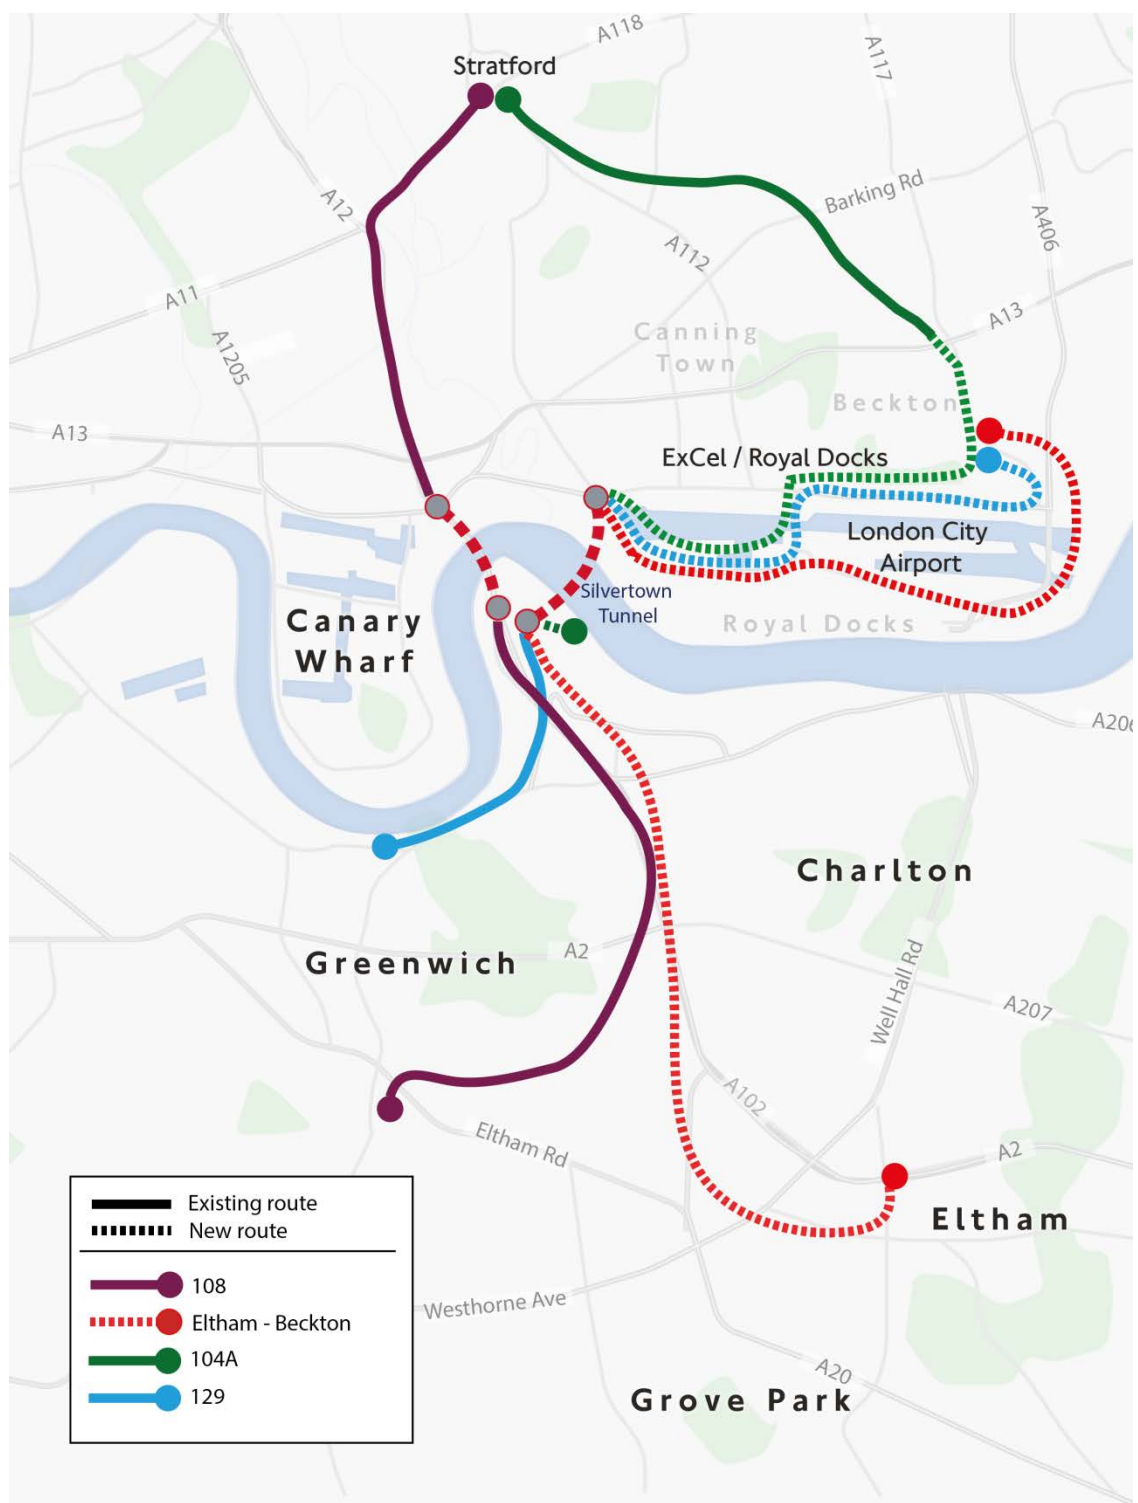 A118
Stratford
A117
Barking Rd
A12
A406
A112
A11
A13
Canning
Town
A1205
Beckton
A13
ExCel / Royal Docks
London City
Airport
Silvertown
Tunnel
Canary
Wharf
Royal Docks
A206
Charlton
A2
Greenwich
Well Hall Rd
A207
A102
Eltham Rd
A2
Existing route
New route
Eltham
108
Eltham - Beckton
Westhorne Ave
104A
129
A20
Grove Park